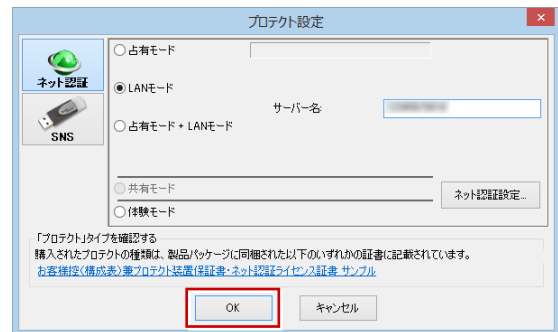 プロテクト設定
ネット認証
SNS
占有モード
LANモード
サーバー名:
占有モード + LANモード
共有モード
体験モード
ネット認証設定...
「プロテクト」タイプを確認する
購入されたプロテクトの種類は、製品パッケージに同梱された以下のいずれかの証書に記載されています。
お客様控(構成表)兼プロテクト装置保証書・ネット認証ライセンス証書 サンプル
OK
キャンセル